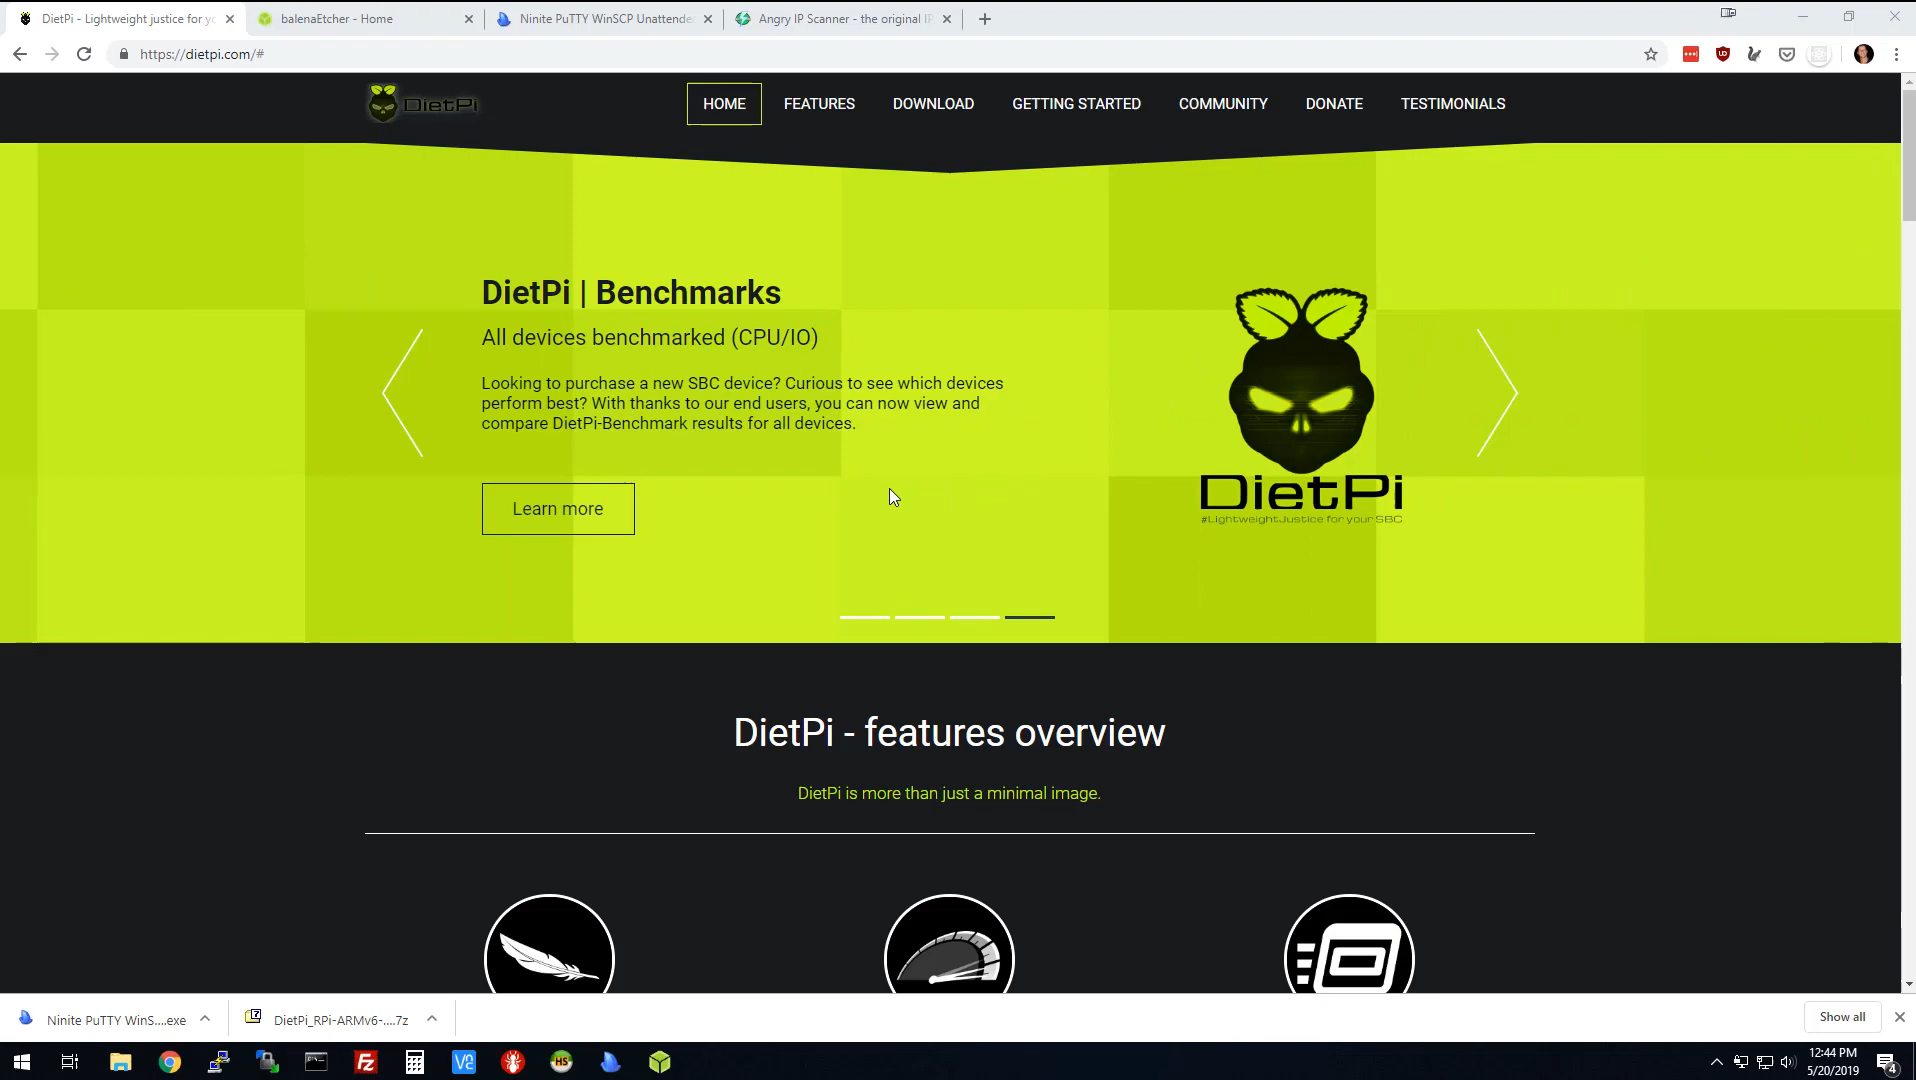 DietPi - Lightweight justice for yo
balenaEtcher - Home
Ninite PuTTY WinSCP Unattende
Angry IP Scanner - the original IP
https://dietpi.com/#
DietPi
HOME
FEATURES
DOWNLOAD
GETTING STARTED
COMMUNITY
DONATE
TESTIMONIALS
DietPi | Benchmarks
All devices benchmarked (CPU/IO)
Looking to purchase a new SBC device? Curious to see which devices
perform best? With thanks to our end users, you can now view and
compare DietPi-Benchmark results for all devices.
Learn more
DietPi
#LightweightJustice for your SBC
DietPi - features overview
DietPi is more than just a minimal image.
Ninite PuTTY WinS....exe
DietPi_RPi-ARMv6-....7z
Show all
12:44 PM
5/20/2019
4